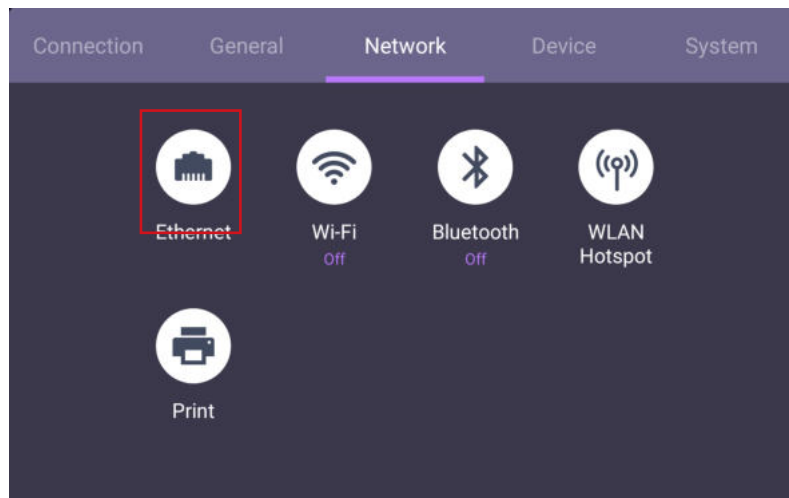 Connection General Network Device System
Ethernet Wi-Fi Bluetooth WLAN
Off Off Hotspot
Print